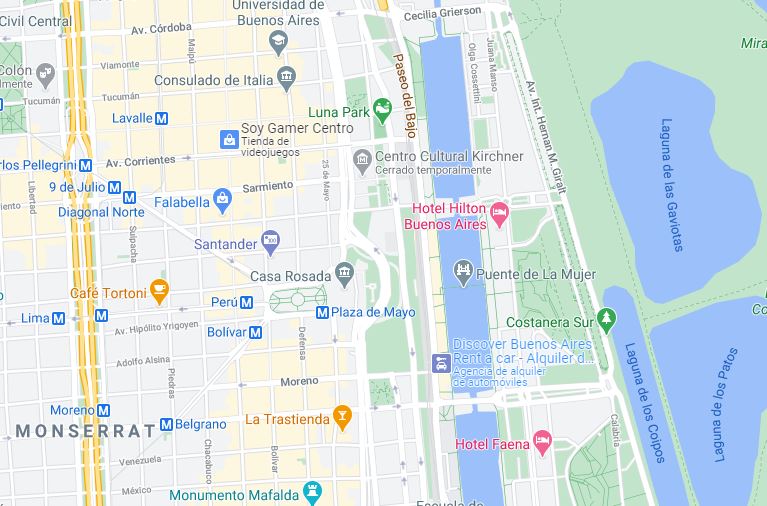 Universidad de
Buenos Aires
Cecilia Grierson
Civil Central
Av. Córdoba
Maipú
Viamonte
Olga Cossettini
Juana Manso
Paseo del Bajo
Colón
lmente
Consulado de Italia
Tucumán
Tucumán
Luna Park
Av. Int. Hernan M. Giralt
Lavalle
M
Soy Gamer Centro
Tienda de
videojuegos
Laguna de las Gaviotas
arlos Pellegrini
M
Av. Corrientes
Centro Cultural Kirchner
Cerrado temporalmente
25 de Mayo
Libertad
9 de Julio
M
Sarmiento
Diagonal Norte
M
Falabella
Hotel Hilton
Buenos Aires
Suipacha
Santander
Casa Rosada
Puente de La Mujer
Café Tortoni
Perú
M
Lima
M
M
M
Plaza de Mayo
Costanera Sur
Av. Hipólito Yrigoyen
Bolívar
M
Defensa
Discover Buenos Aires
Rent a car - Alquiler d...
Agencia de alquiler
de automóviles
Adolfo Alsina
Piedras
Moreno
Laguna de los Coipos
Laguna de los Patos
Moreno
M
M
Belgrano
La Trastienda
MONSERRAT
Calabria
Hotel Faena
Chacabuco
Bolívar
Venezuela
México
Monumento Mafalda
Escuela de